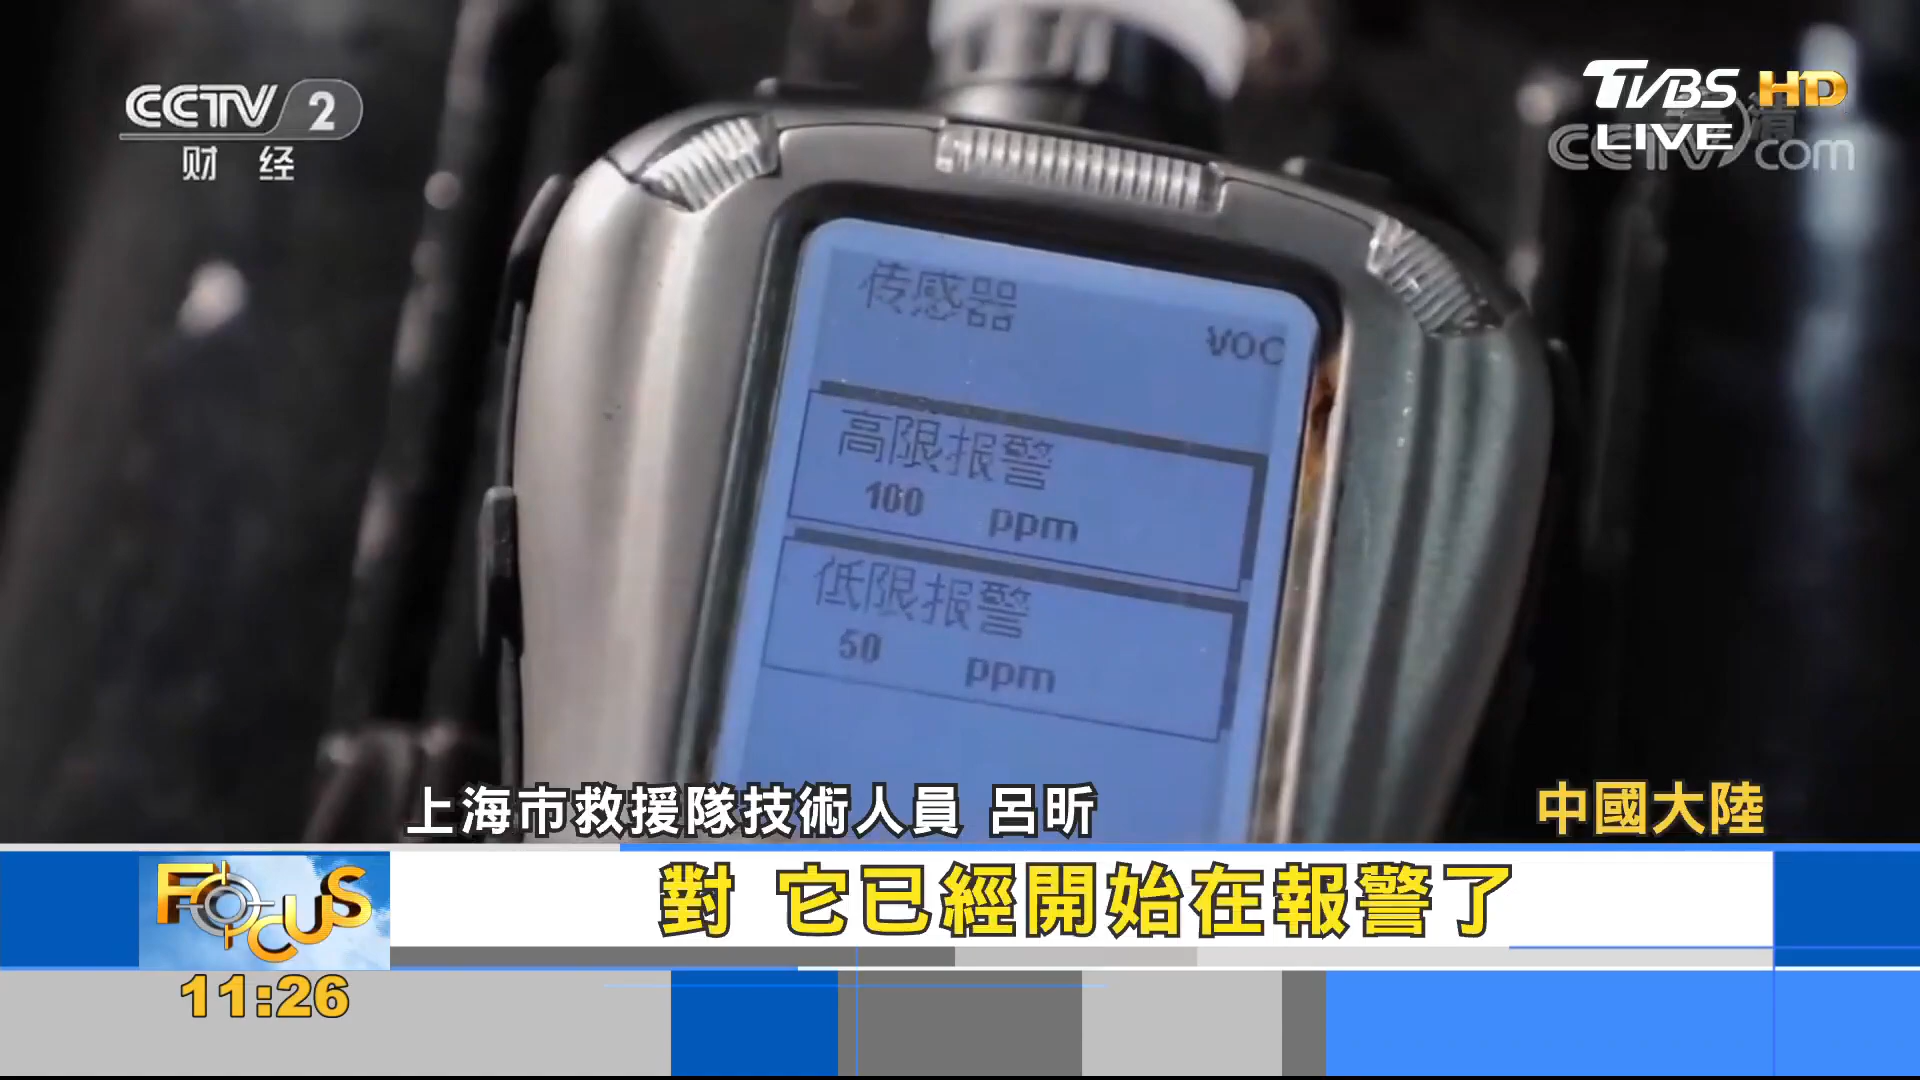 CCTV 2
财 经
TVBS HD
LIVE
CCTV com
传感器
VOC
高限报警
100 ppm
低限报警
50 ppm
上海市救援隊技術人員 呂昕
中國大陸
FOCUS
對 它已經開始在報警了
11:26